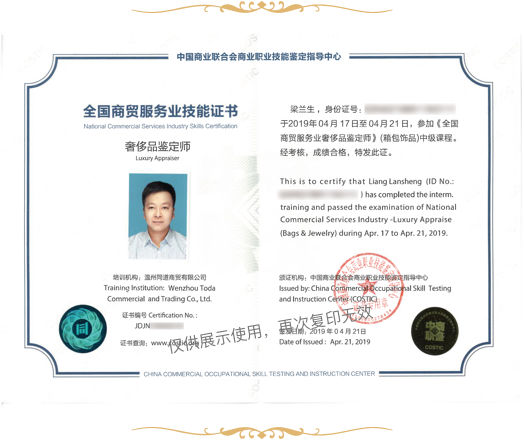 中国商业联合会商业职业技能鉴定指导中心
全国商贸服务业技能证书
National Commercial Services Industry Skills Certification
奢侈品鉴定师
Luxury Appraiser
培训机构：温州同道商贸有限公司
Training Institution: Wenzhou Toda
Commercial and Trading Co., Ltd.
证书编号 Certification No.:
JDJN
证书查询：www.
同
梁兰生，身份证号：
于2019年04月17日至04月21日，参加《全国
商贸服务业奢侈品鉴定师》(箱包饰品)中级课程。
经考核，成绩合格，特发此证。
This is to certify that Liang Lansheng (ID No.:
) has completed the interm.
training and passed the examination of National
Commercial Services Industry -Luxury Appraise
(Bags & Jewelry) during Apr. 17 to Apr. 21, 2019.
颁证机构：中国商业联合会商业职业技能鉴定指导中心
Issued by: China Commercial Occupational Skill Testing
and Instruction Center (COSTIC)
签发日期：2019年04月21日
Date of Issued : Apr. 21, 2019
中商
职鉴
COSTIC
仅供展示使用，再次复印无效
CHINA COMMERCIAL OCCUPATIONAL SKILL TESTING AND INSTRUCTION CENTER